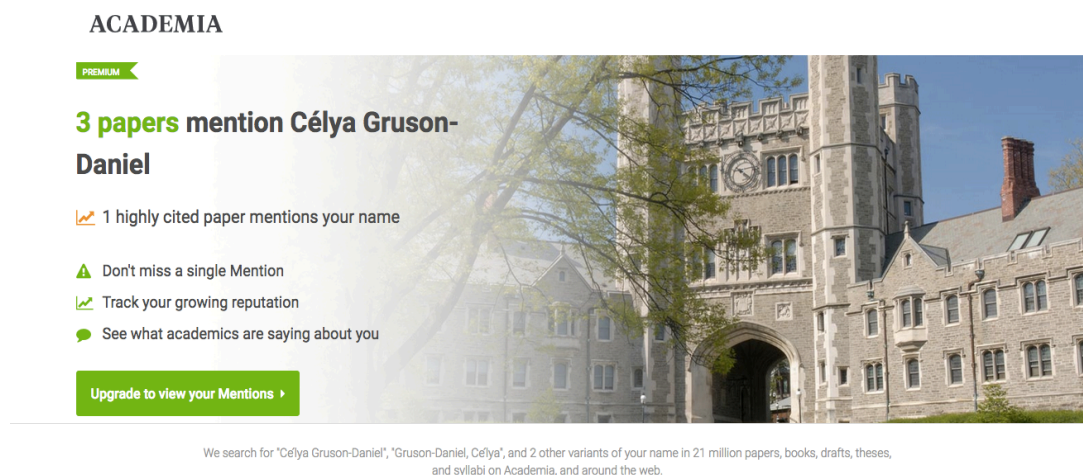 ACADEMIA
PREMIUM
3 papers mention Célya Gruson-
Daniel
1 highly cited paper mentions your name
Don't miss a single Mention
Track your growing reputation
See what academics are saying about you
Upgrade to view your Mentions
We search for "Célya Gruson-Daniel", "Gruson-Daniel, Célya", and 2 other variants of your name in 21 million papers, books, drafts, theses,
and syllabi on Academia, and around the web.